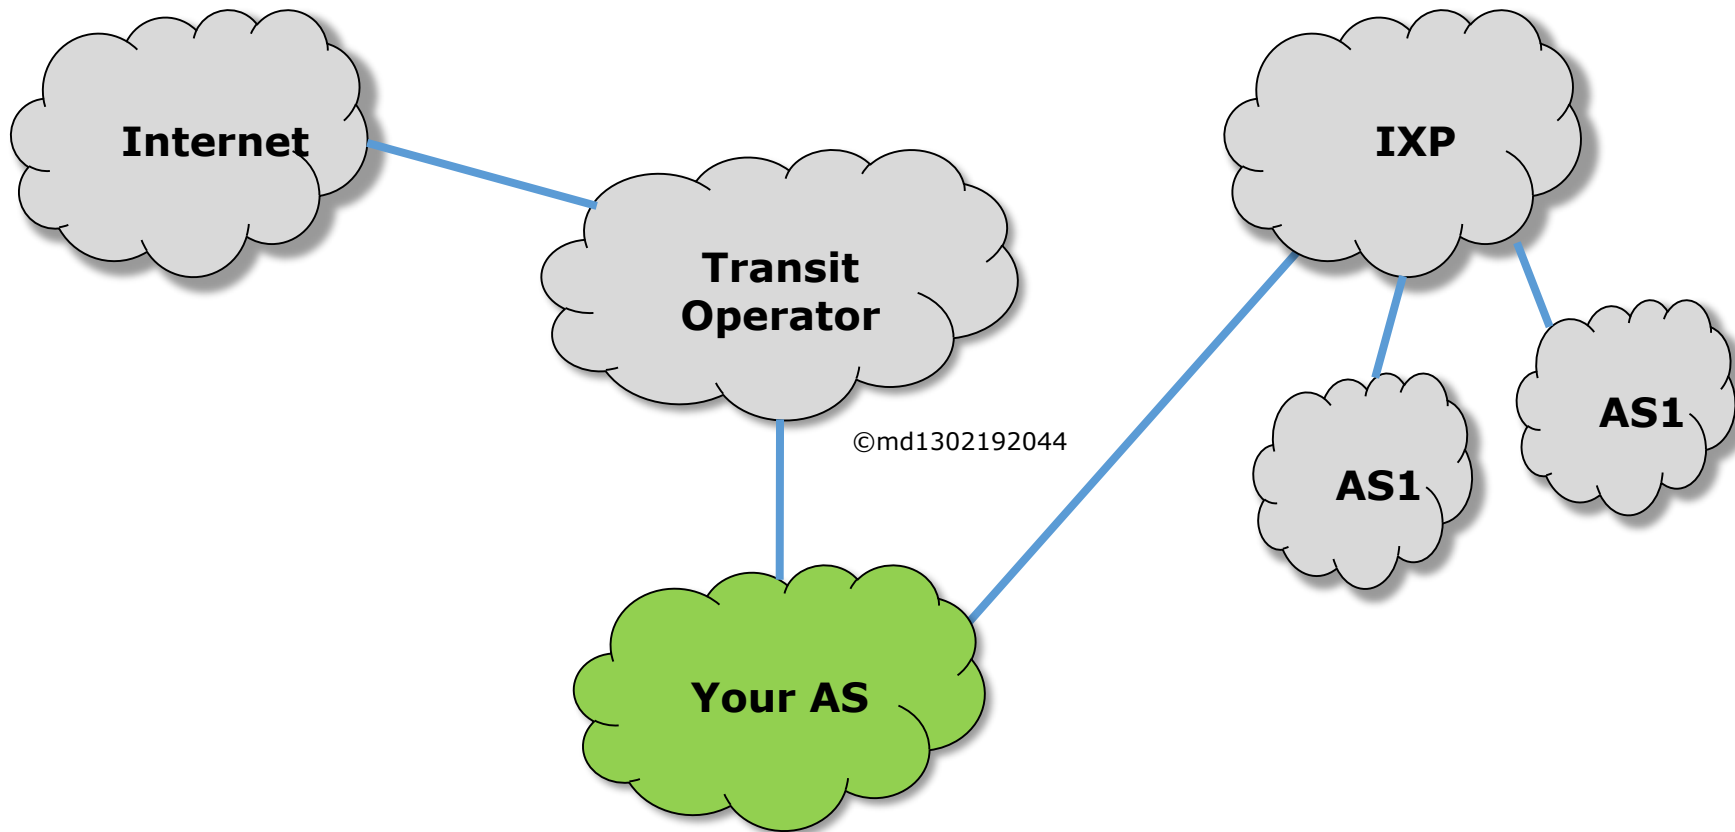 Internet
IXP
Transit
Operator
AS1
©md1302192044
AS1
Your AS